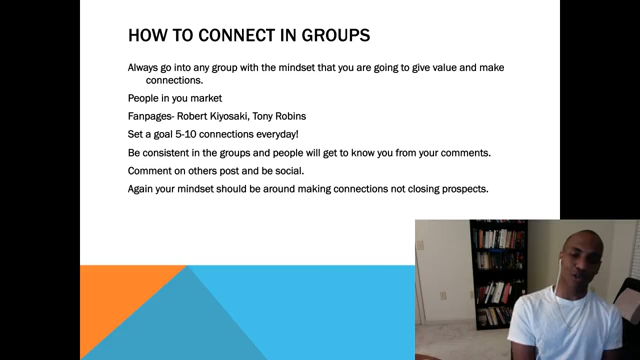 HOW TO CONNECT IN GROUPS
Always go into any group with the mindset that you are going to give value and make
connections.
People in you market
Fanpages- Robert Kiyosaki, Tony Robins
Set a goal 5-10 connections everyday!
Be consistent in the groups and people will get to know you from your comments.
Comment on others post and be social.
Again your mindset should be around making connections not closing prospects.